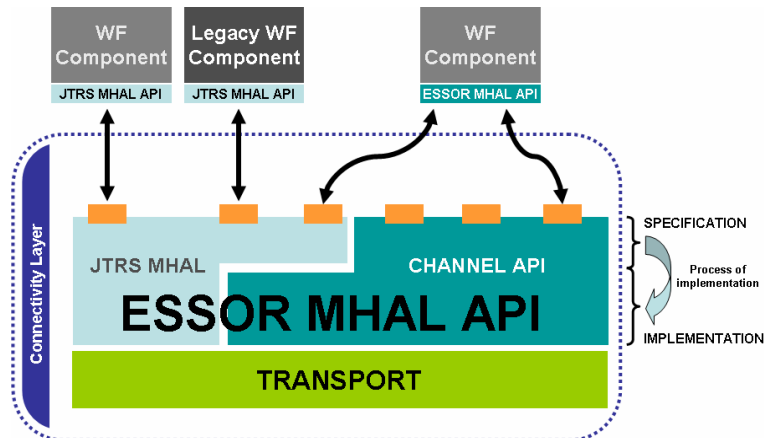 WF
Component
JTRS MHAL API
Legacy WF
Component
JTRS MHAL API
WF
Component
ESSOR MHAL API
Connectivity Layer
JTRS MHAL
CHANNEL API
ESSOR MHAL API
TRANSPORT
SPECIFICATION
Process of
implementation
IMPLEMENTATION